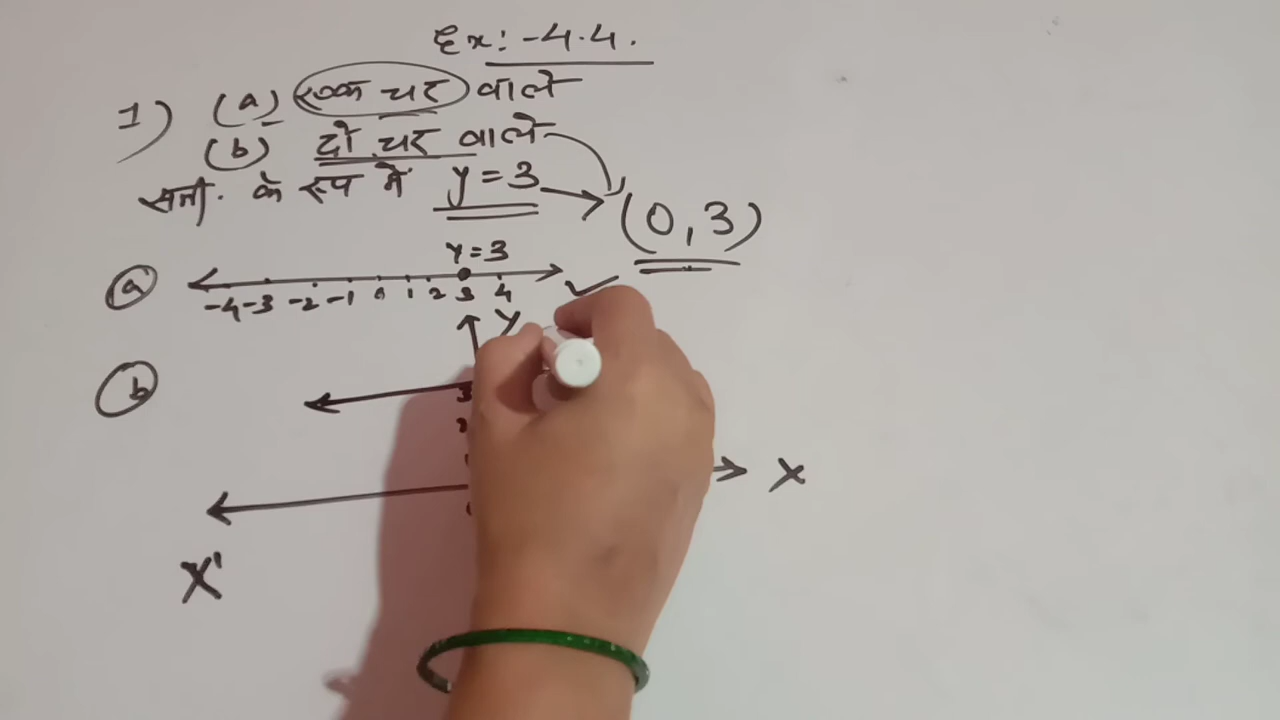 Ex:-4.4.
1) (a) एक चर वाले
(b) दो चर वाले
समी. के रूप में y=3 (0,3)
y=3
a -4 -3 -2 -1 0 1 2 3 4
y
b
3
2
X
X'